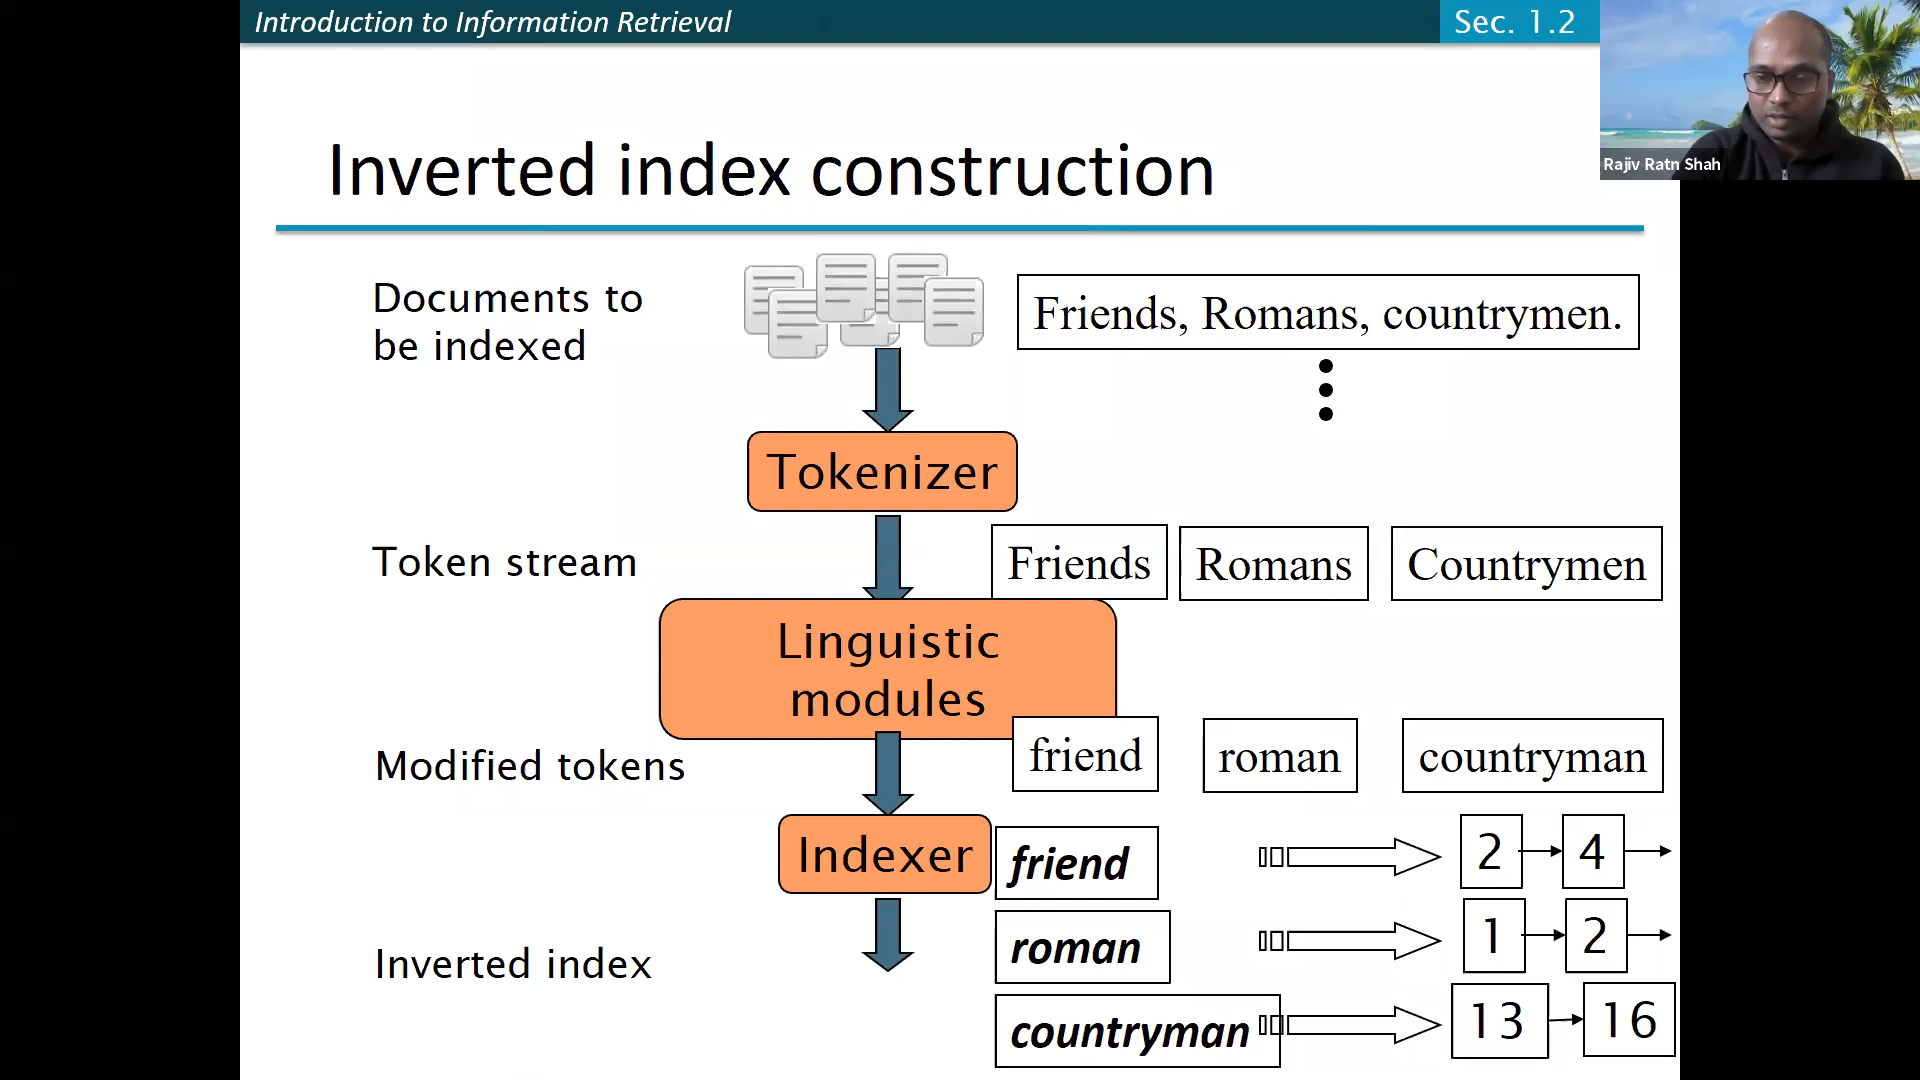 Introduction to Information Retrieval
Sec. 1.2
Rajiv Ratn Shah
Inverted index construction
Documents to
be indexed
Friends, Romans, countrymen.
Tokenizer
Token stream
Friends Romans Countrymen
Linguistic
modules
Modified tokens
friend roman countryman
Indexer
friend 2 4
roman 1 2
Inverted index
countryman 13 16